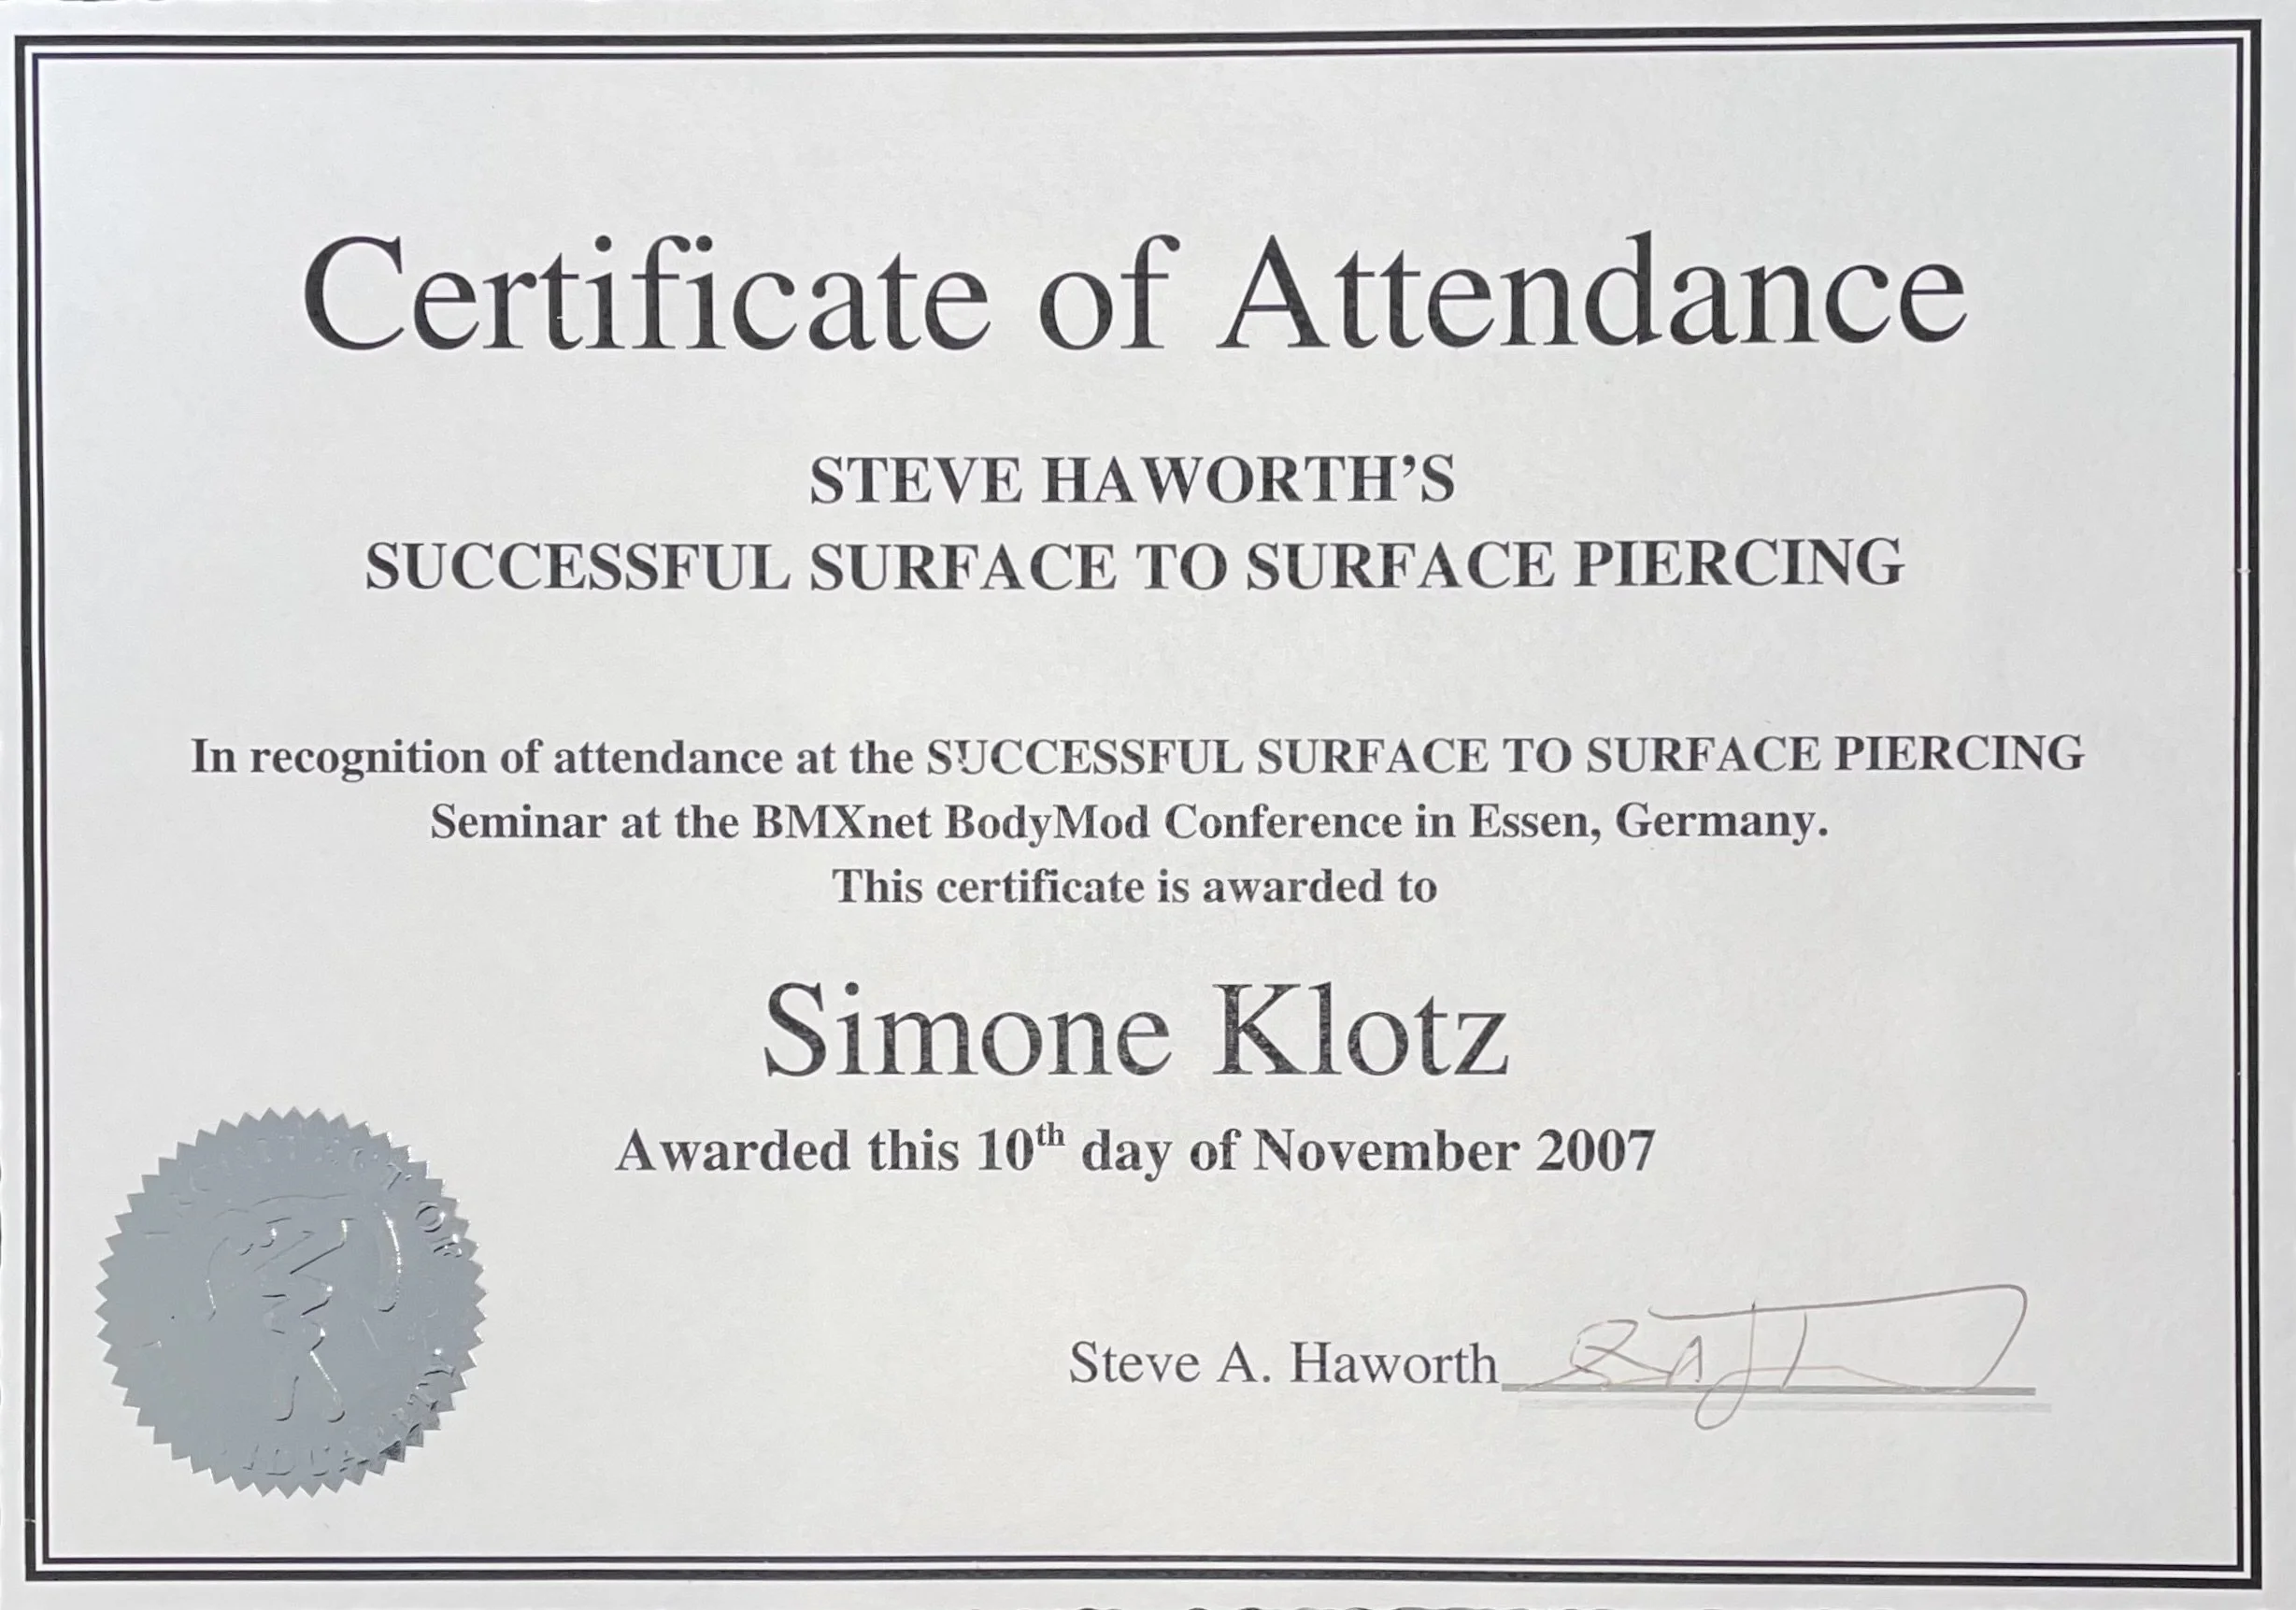 Certificate of Attendance
STEVE HAWORTH’S
SUCCESSFUL SURFACE TO SURFACE PIERCING
In recognition of attendance at the SUCCESSFUL SURFACE TO SURFACE PIERCING
Seminar at the BMXnet BodyMod Conference in Essen, Germany.
This certificate is awarded to
Simone Klotz
Awarded this 10th day of November 2007
Steve A. Haworth